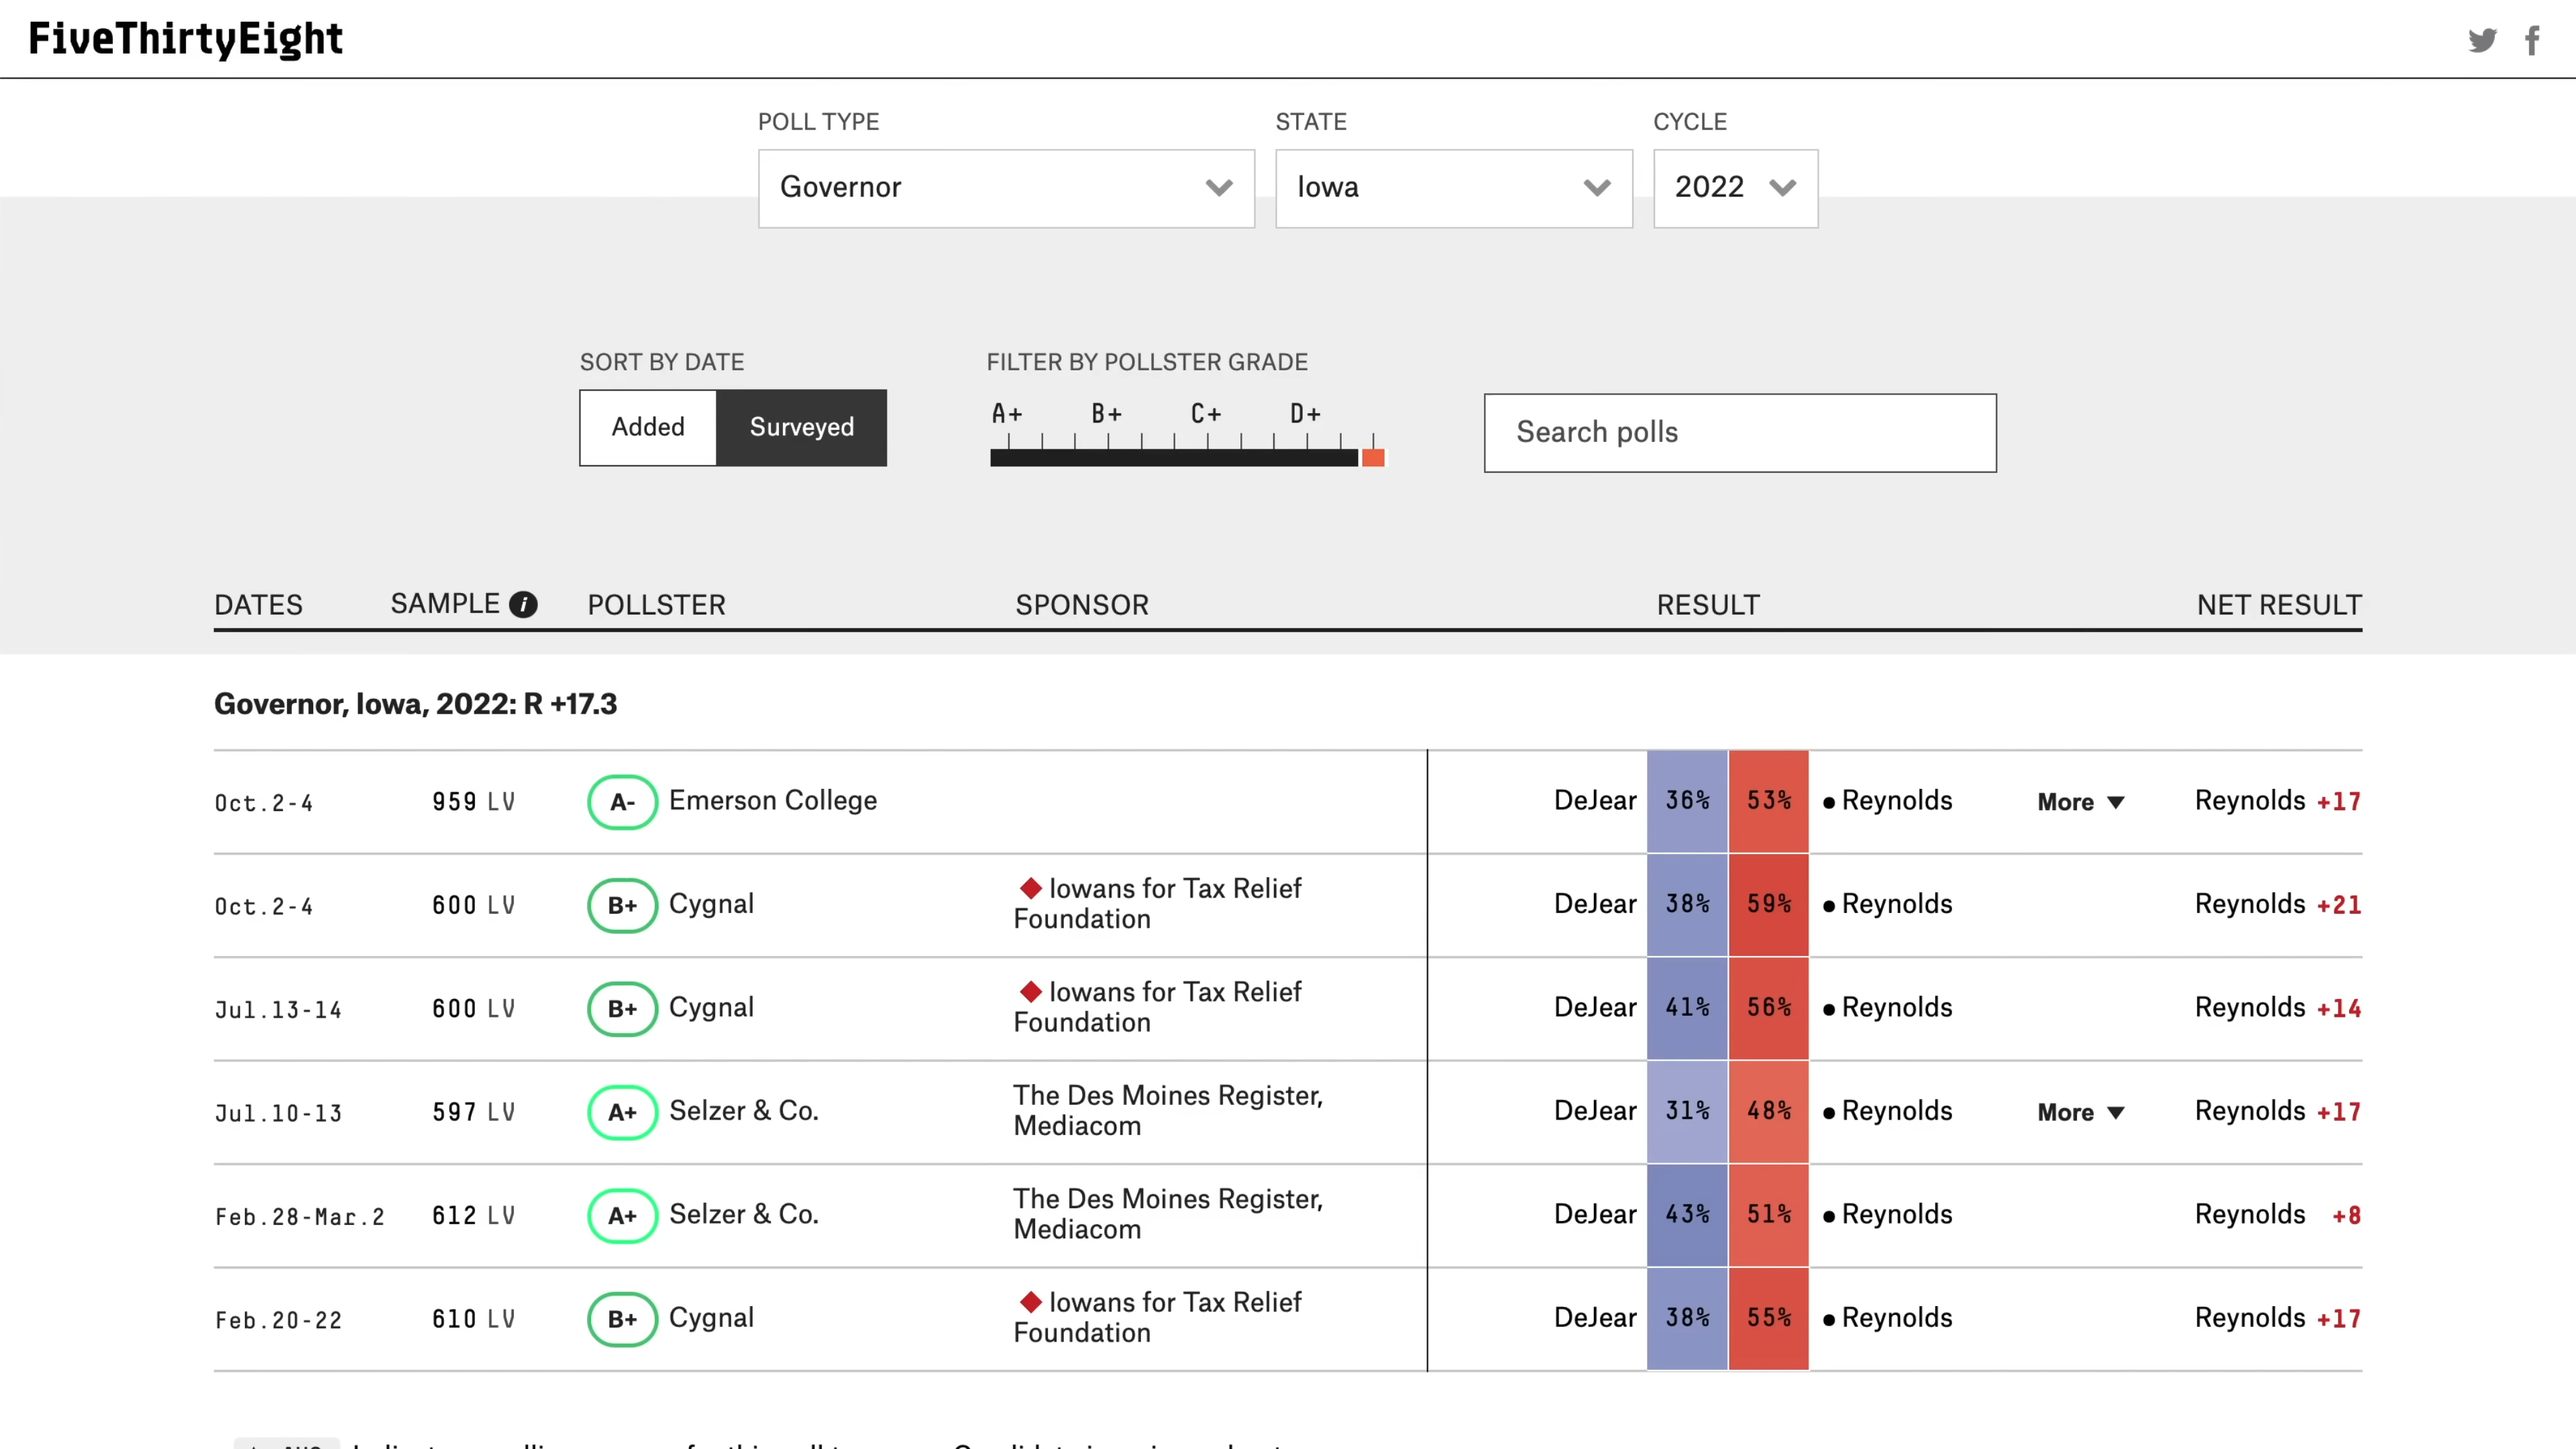 FiveThirtyEight
POLL TYPE STATE CYCLE
Governor Iowa 2022
SORT BY DATE FILTER BY POLLSTER GRADE
A+ B+ C+ D+
Added Surveyed Search polls
DATES SAMPLE i POLLSTER SPONSOR RESULT NET RESULT
Governor, Iowa, 2022: R +17.3
Oct.2-4 959 LV A- Emerson College DeJear 36% 53% Reynolds More Reynolds +17
Oct.2-4 600 LV B+ Cygnal Iowans for Tax Relief
Foundation DeJear 38% 59% Reynolds Reynolds +21
Jul.13-14 600 LV B+ Cygnal Iowans for Tax Relief
Foundation DeJear 41% 56% Reynolds Reynolds +14
Jul.10-13 597 LV A+ Selzer & Co. The Des Moines Register,
Mediacom DeJear 31% 48% Reynolds More Reynolds +17
Feb.28-Mar.2 612 LV A+ Selzer & Co. The Des Moines Register,
Mediacom DeJear 43% 51% Reynolds Reynolds +8
Feb.20-22 610 LV B+ Cygnal Iowans for Tax Relief
Foundation DeJear 38% 55% Reynolds Reynolds +17